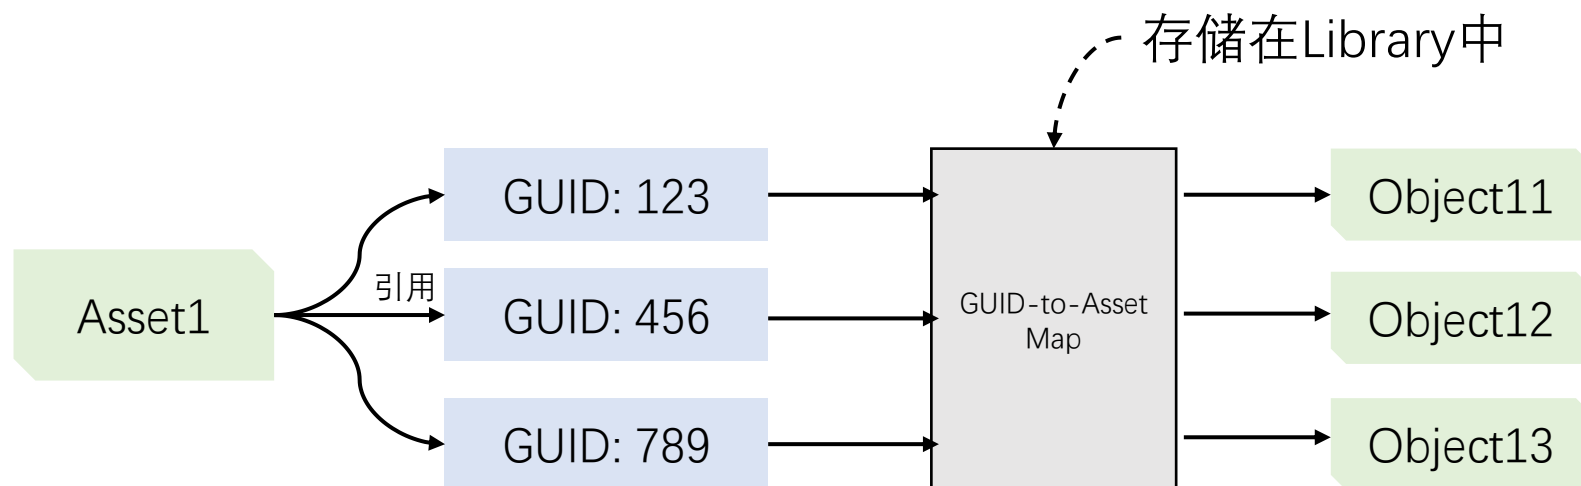 存储在Library中
GUID: 123
Object11
引用
Asset1
GUID: 456
GUID-to-Asset
Map
Object12
GUID: 789
Object13